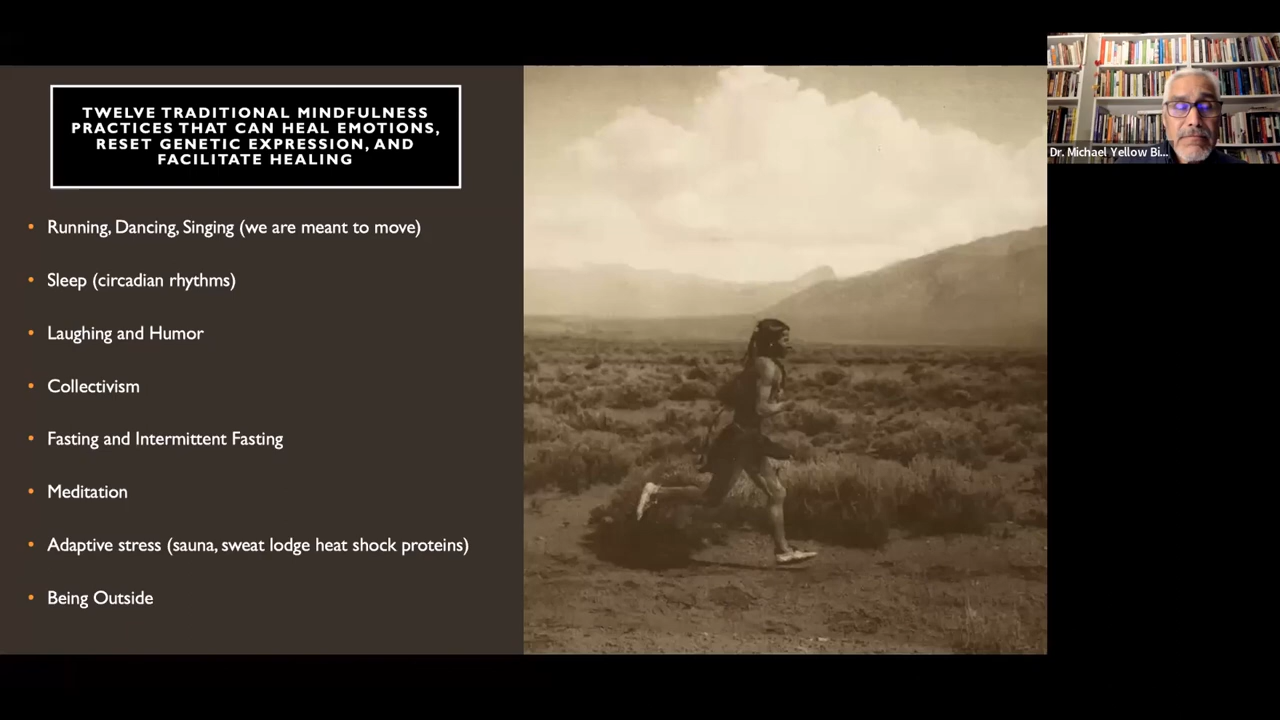 TWELVE TRADITIONAL MINDFULNESS
PRACTICES THAT CAN HEAL EMOTIONS,
RESET GENETIC EXPRESSION, AND
FACILITATE HEALING
• Running, Dancing, Singing (we are meant to move)
• Sleep (circadian rhythms)
• Laughing and Humor
• Collectivism
• Fasting and Intermittent Fasting
• Meditation
• Adaptive stress (sauna, sweat lodge heat shock proteins)
• Being Outside
Dr. Michael Yellow Bi...